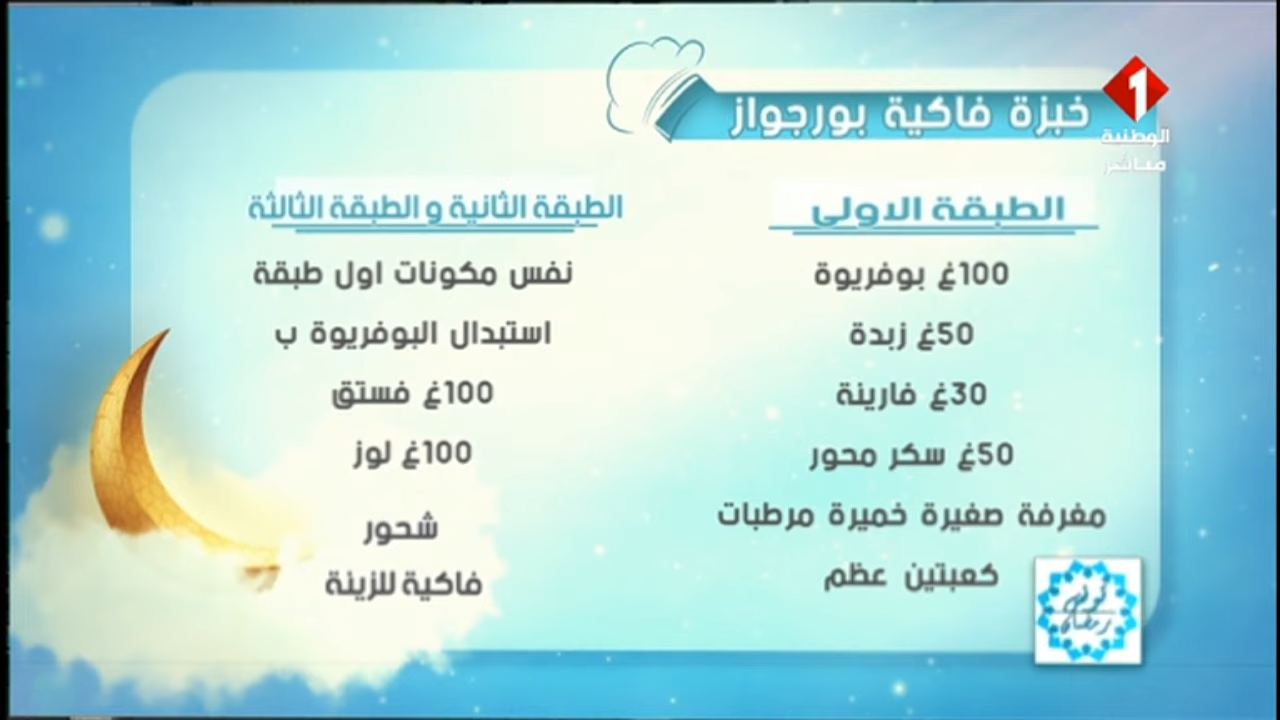 خبزة فاكية بورجواز
1
الوطنية
مباشر
الطبقة الاولى
100غ بوفريوة
50غ زبدة
30غ فارينة
50غ سكر محور
مغرفة صغيرة خميرة مرطبات
كعبتين عظم
الطبقة الثانية و الطبقة الثالثة
نفس مكونات اول طبقة
استبدال البوفريوة ب
100غ فستق
100غ لوز
شحور
فاكية للزينة
رمضان